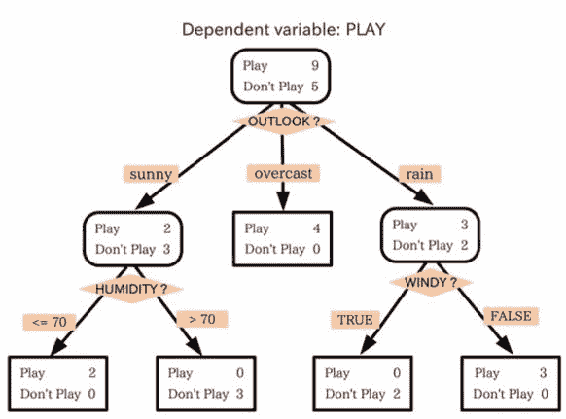 Dependent variable: PLAY
Play 9
Don't Play 5
OUTLOOK ?
sunny
overcast
rain
Play 2
Don't Play 3
Play 4
Don't Play 0
Play 3
Don't Play 2
HUMIDITY ?
WINDY ?
<= 70
> 70
TRUE
FALSE
Play 2
Don't Play 0
Play 0
Don't Play 3
Play 0
Don't Play 2
Play 3
Don't Play 0